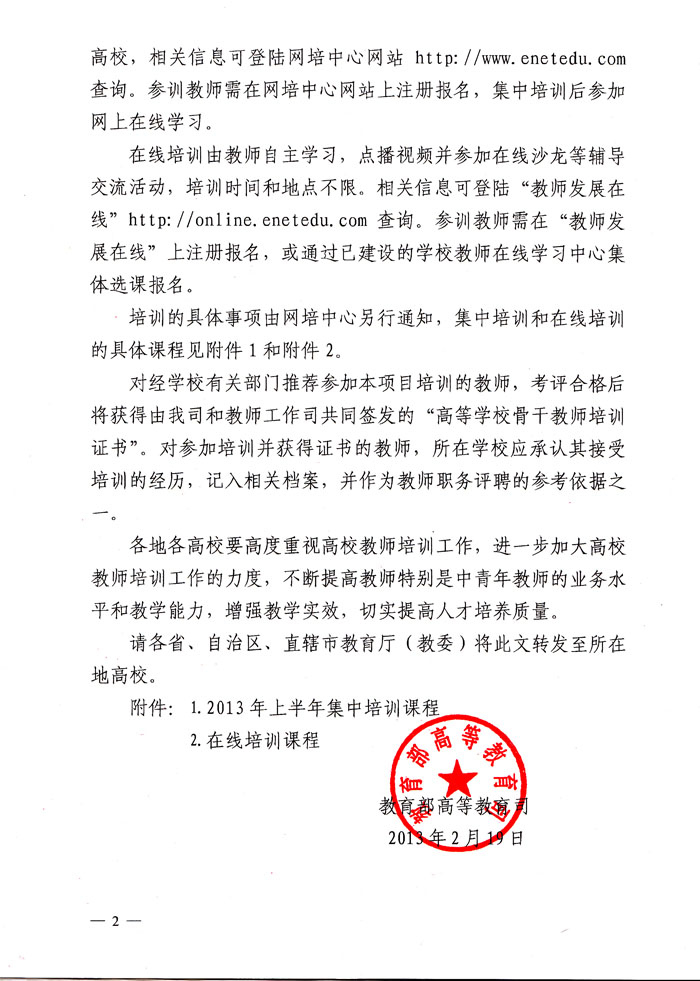 高校，相关信息可登陆网培中心网站 http://www.enetedu.com
查询。参训教师需在网培中心网站上注册报名，集中培训后参加
网上在线学习。
在线培训由教师自主学习，点播视频并参加在线沙龙等辅导
交流活动，培训时间和地点不限。相关信息可登陆“教师发展在
线”http://online.enetedu.com 查询。参训教师需在“教师发
展在线”上注册报名，或通过已建设的学校教师在线学习中心集
体选课报名。
培训的具体事项由网培中心另行通知，集中培训和在线培训
的具体课程见附件1和附件2。
对经学校有关部门推荐参加本项目培训的教师，考评合格后
将获得由我司和教师工作司共同签发的“高等学校骨干教师培训
证书”。对参加培训并获得证书的教师，所在学校应承认其接受
培训的经历，记入相关档案，并作为教师职务评聘的参考依据之
一。
各地各高校要高度重视高校教师培训工作，进一步加大高校
教师培训工作的力度，不断提高教师特别是中青年教师的业务水
平和教学能力，增强教学实效，切实提高人才培养质量。
请各省、自治区、直辖市教育厅（教委）将此文转发至所在
地高校。
附件：1.2013年上半年集中培训课程
2.在线培训课程
教育部高等教育司
教育部高等教育司
2013年2月19日
— 2 —